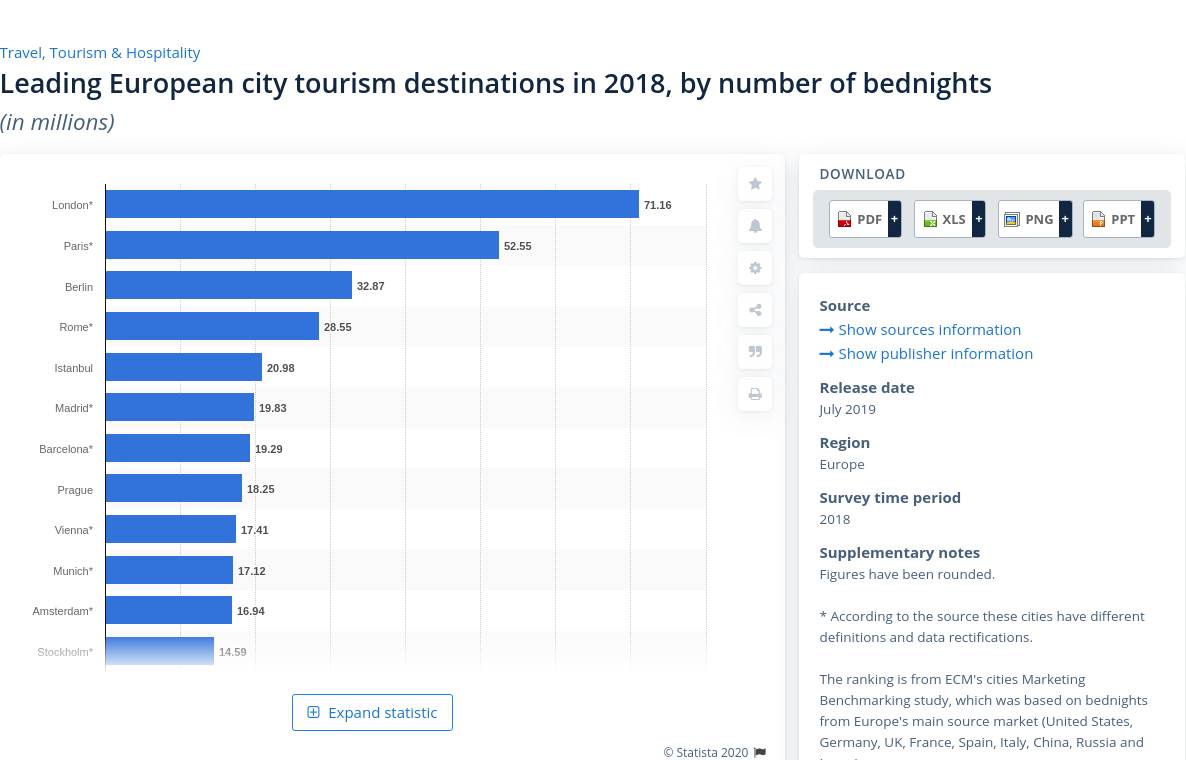 Travel, Tourism & Hospitality
Leading European city tourism destinations in 2018, by number of bednights
(in millions)
London* 71.16
Paris* 52.55
Berlin 32.87
Rome* 28.55
Istanbul 20.98
Madrid* 19.83
Barcelona* 19.29
Prague 18.25
Vienna* 17.41
Munich* 17.12
Amsterdam* 16.94
Stockholm* 14.59
Expand statistic
© Statista 2020
DOWNLOAD
PDF + XLS + PNG + PPT +
Source
Show sources information
Show publisher information
Release date
July 2019
Region
Europe
Survey time period
2018
Supplementary notes
Figures have been rounded.
* According to the source these cities have different
definitions and data rectifications.
The ranking is from ECM's cities Marketing
Benchmarking study, which was based on bednights
from Europe's main source market (United States,
Germany, UK, France, Spain, Italy, China, Russia and